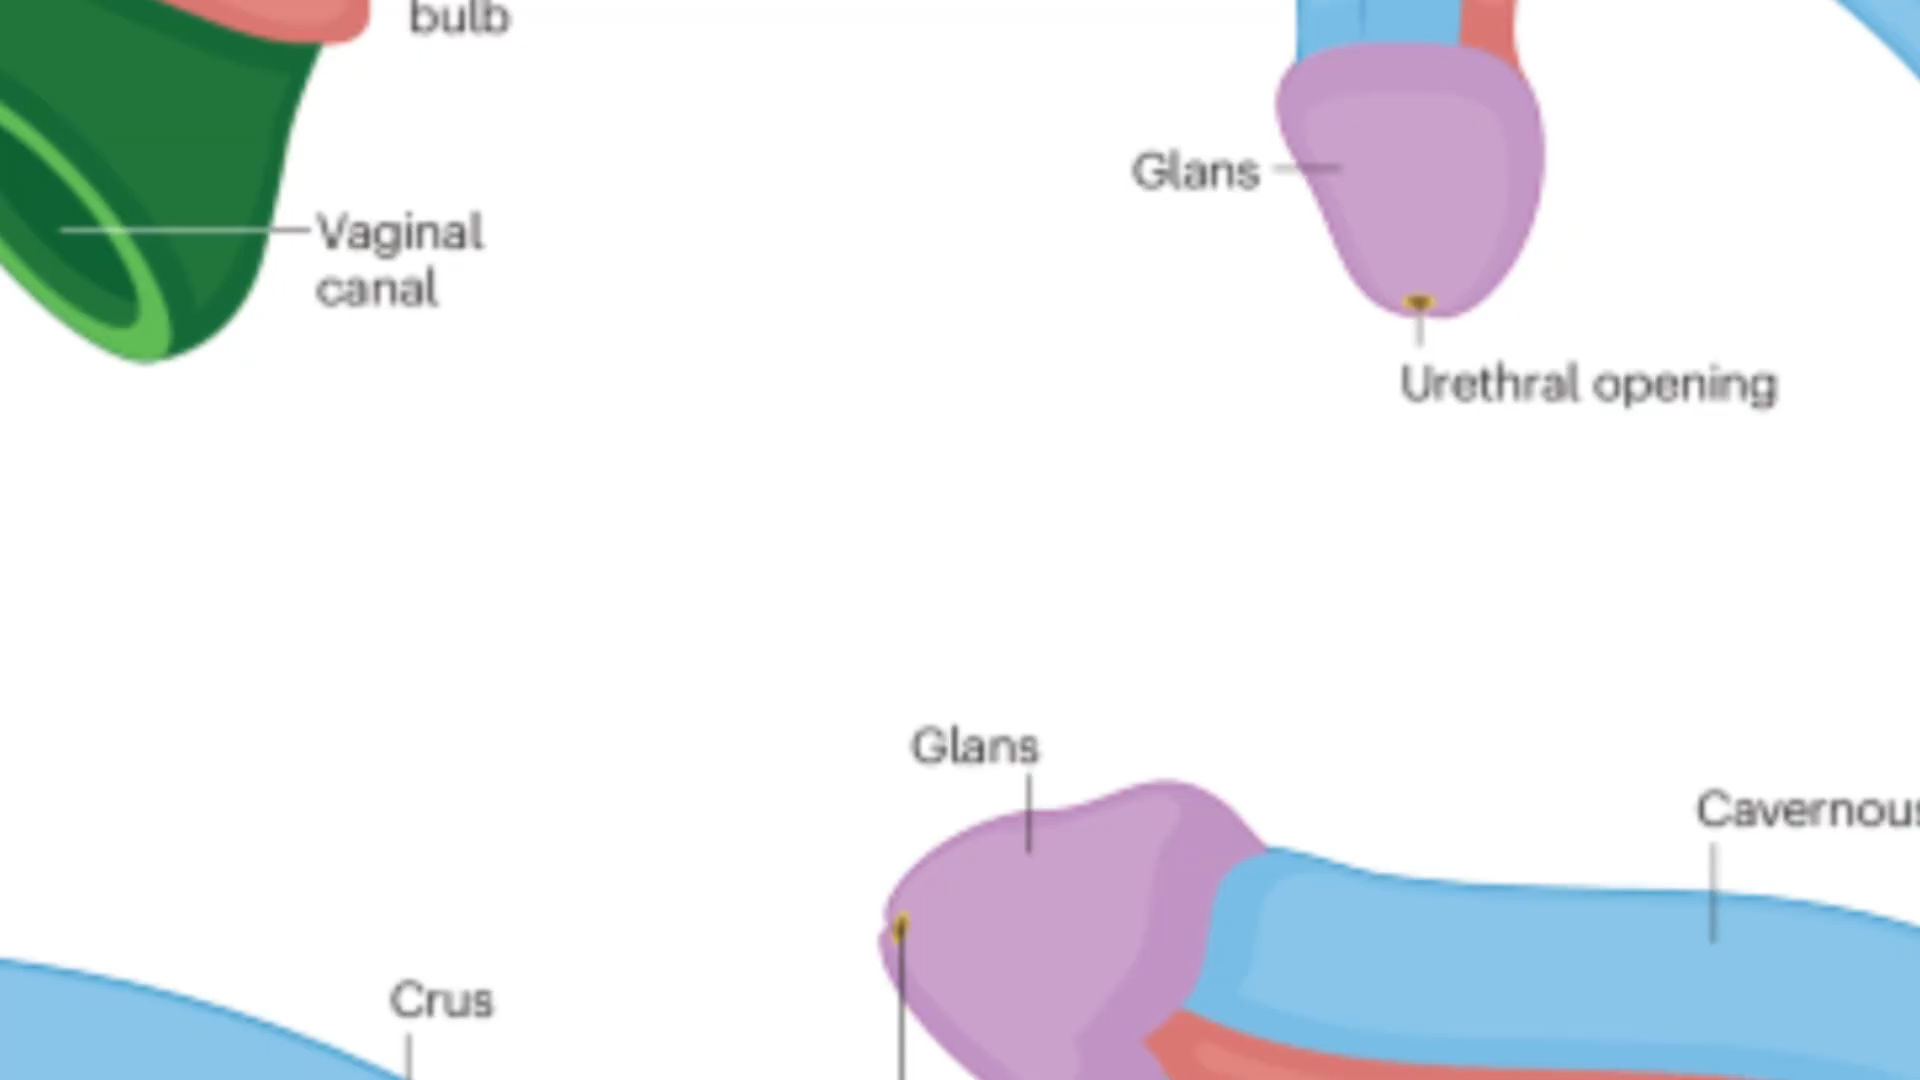 bulb
Glans
Vaginal
canal
Urethral opening
Glans
Cavernous
Crus